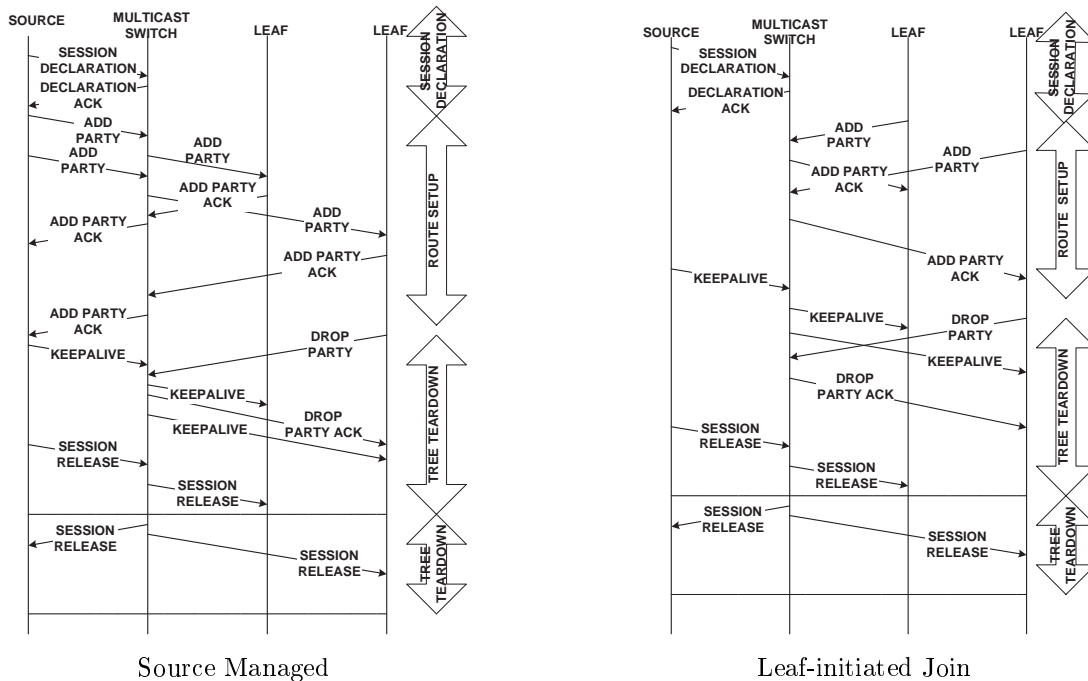 SOURCE
MULTICAST
SWITCH
LEAF
LEAF
SESSION
DECLARATION
DECLARATION
ACK
ADD
PARTY
ADD
PARTY
ADD
PARTY
ADD PARTY
ACK
ADD PARTY
ACK
ADD
PARTY
ADD PARTY
ACK
ADD PARTY
ACK
DROP
PARTY
KEEPALIVE
KEEPALIVE
DROP
PARTY ACK
KEEPALIVE
SESSION
RELEASE
SESSION
RELEASE
SESSION
RELEASE
SESSION
RELEASE
SESSION
DECLARATION
ROUTE SETUP
TREE TEARDOWN
TREE
TEARDOWN
Source Managed
SOURCE
MULTICAST
SWITCH
LEAF
LEAF
SESSION
DECLARATION
DECLARATION
ACK
ADD
PARTY
ADD
PARTY
ADD PARTY
ACK
ADD PARTY
ACK
KEEPALIVE
KEEPALIVE
DROP
PARTY
KEEPALIVE
DROP
PARTY ACK
SESSION
RELEASE
SESSION
RELEASE
SESSION
RELEASE
SESSION
RELEASE
SESSION
DECLARATION
ROUTE SETUP
TREE TEARDOWN
TREE
TEARDOWN
Leaf-initiated Join